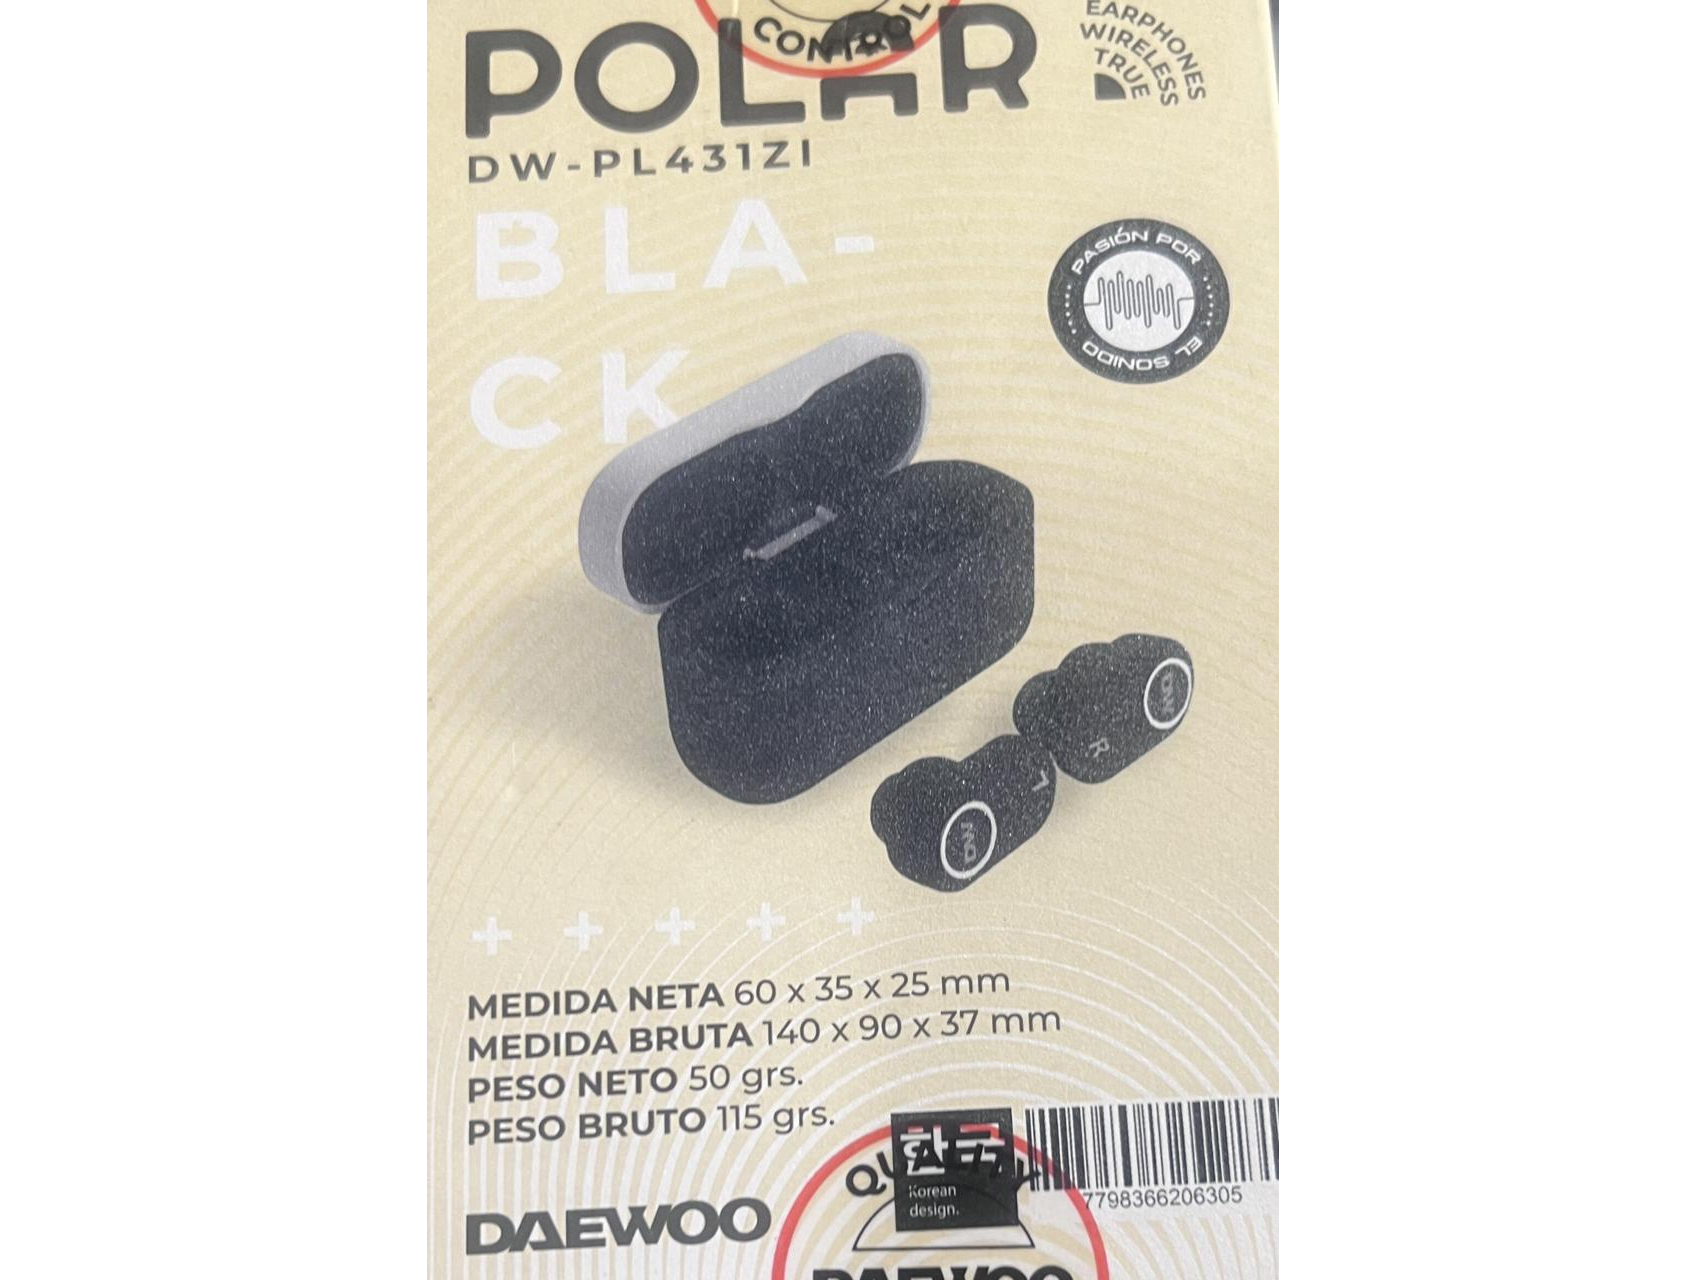 CONTROL
POLAR
EARPHONES
WIRELESS
TRUE
DW-PL431ZI
BLA-
CK
PASIÓN POR
EL SONIDO
DW
R
L
DW
MEDIDA NETA 60 x 35 x 25 mm
MEDIDA BRUTA 140 x 90 x 37 mm
PESO NETO 50 grs.
PESO BRUTO 115 grs.
한국
QUALITY
Korean
design.
7798366206305
DAEWOO
DAEWOO